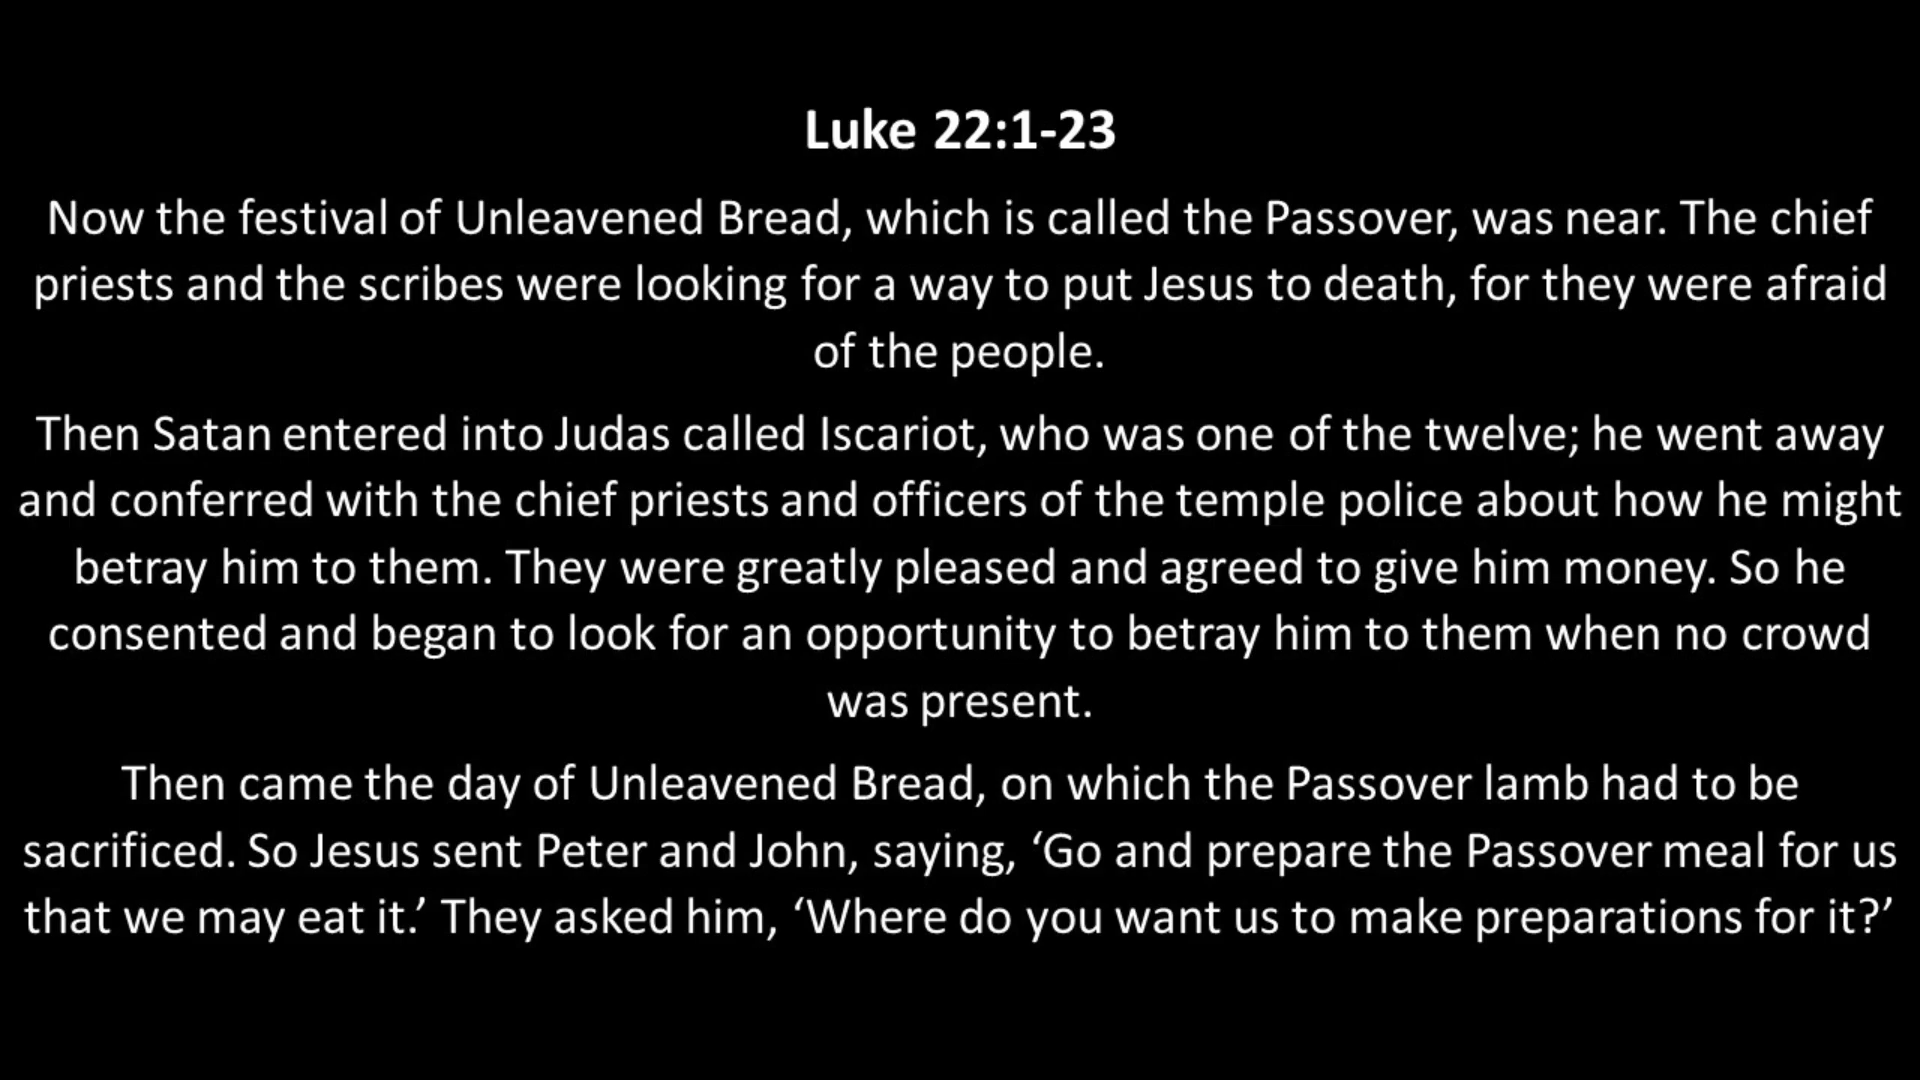 Luke 22:1-23
Now the festival of Unleavened Bread, which is called the Passover, was near. The chief
priests and the scribes were looking for a way to put Jesus to death, for they were afraid
of the people.
Then Satan entered into Judas called Iscariot, who was one of the twelve; he went away
and conferred with the chief priests and officers of the temple police about how he might
betray him to them. They were greatly pleased and agreed to give him money. So he
consented and began to look for an opportunity to betray him to them when no crowd
was present.
Then came the day of Unleavened Bread, on which the Passover lamb had to be
sacrificed. So Jesus sent Peter and John, saying, ‘Go and prepare the Passover meal for us
that we may eat it.’ They asked him, ‘Where do you want us to make preparations for it?’